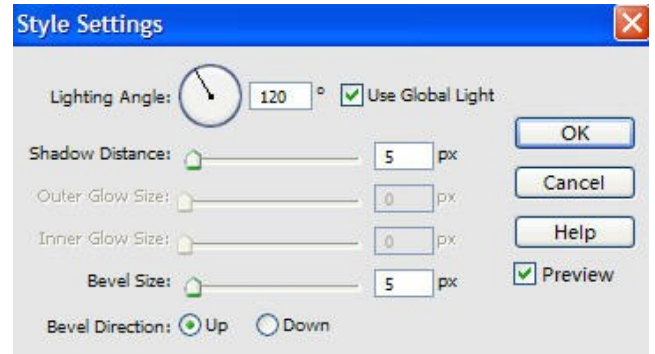 Style Settings
Lighting Angle: 120 ° Use Global Light
OK
Shadow Distance: 5 px
Cancel
Outer Glow Size: 0 px
Inner Glow Size: 0 px
Help
Bevel Size: 5 px
Preview
Bevel Direction: Up Down